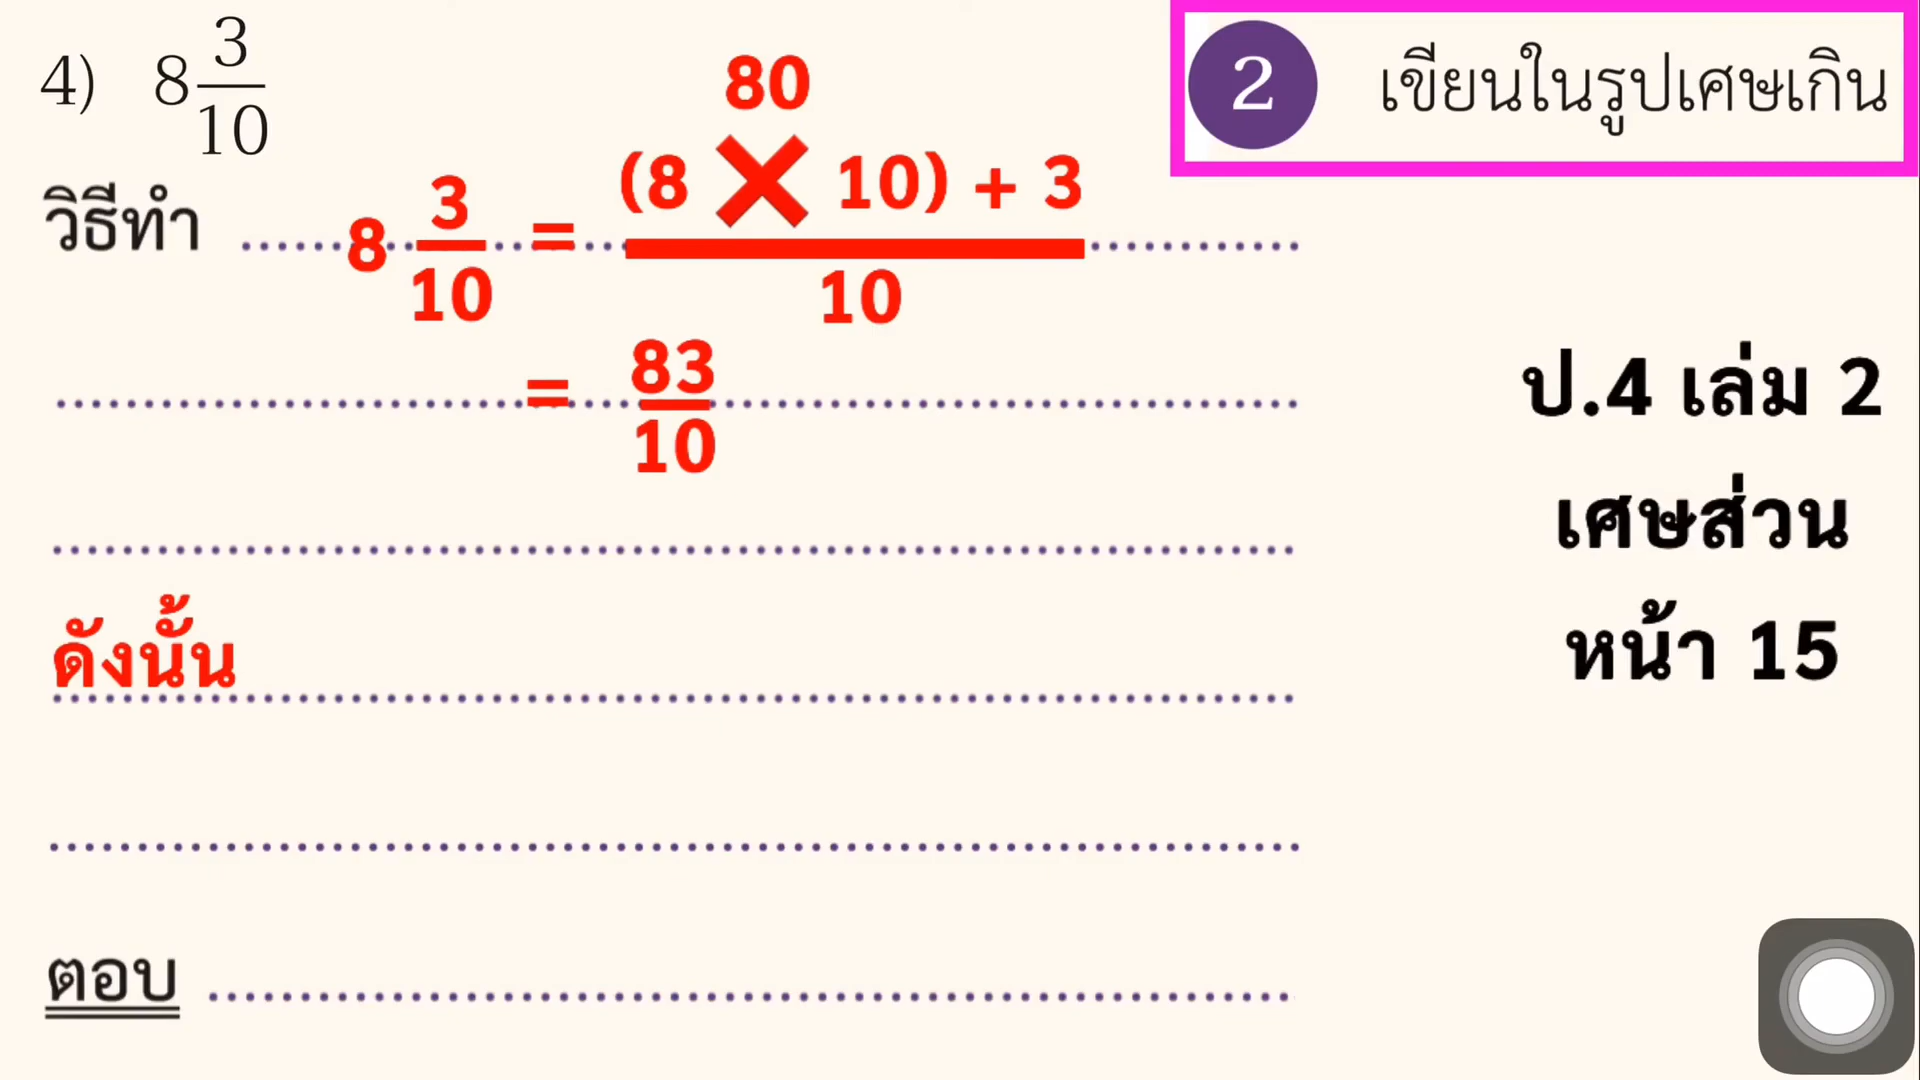 4) 8 3/10
2 เขียนในรูปเศษเกิน
80
วิธีทำ 8 3/10 = (8 ✕ 10) + 3 / 10
= 83/10
ป.4 เล่ม 2
เศษส่วน
หน้า 15
ดังนั้น
ตอบ